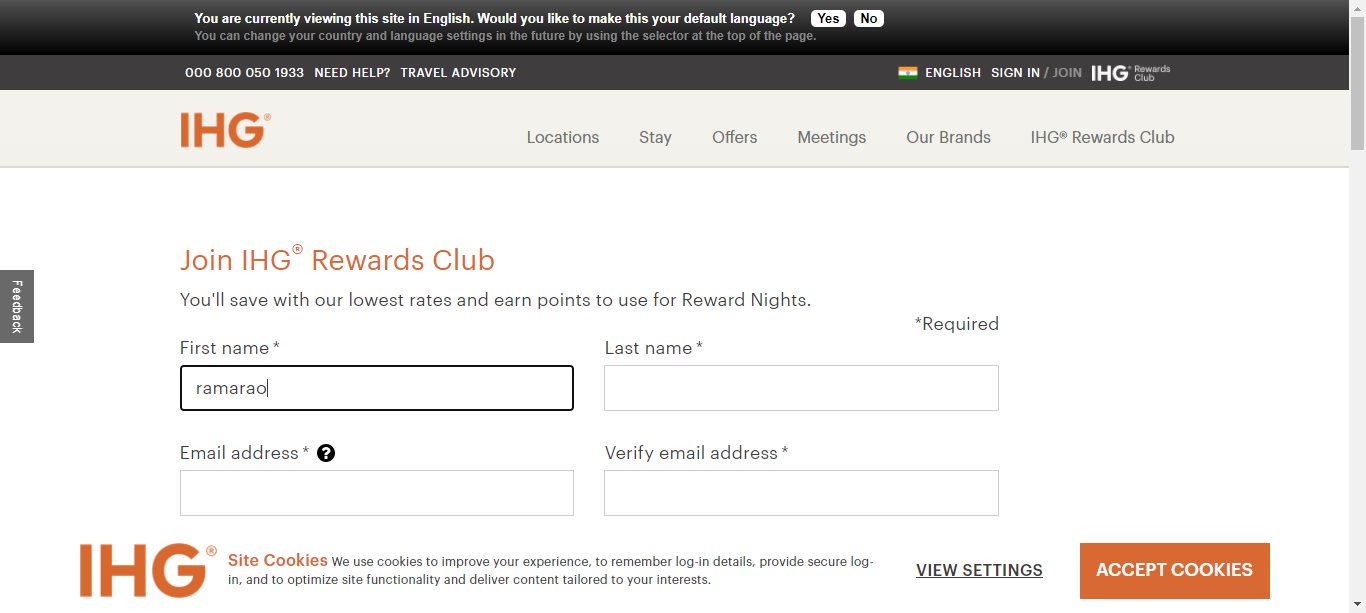 You are currently viewing this site in English. Would you like to make this your default language? Yes No
You can change your country and language settings in the future by using the selector at the top of the page.
000 800 050 1933 NEED HELP? TRAVEL ADVISORY ENGLISH SIGN IN / JOIN IHG® Rewards Club
IHG® Locations Stay Offers Meetings Our Brands IHG® Rewards Club
Join IHG® Rewards Club
You'll save with our lowest rates and earn points to use for Reward Nights.
*Required
Feedback
First name * Last name *
ramarao
Email address * ? Verify email address *
IHG® Site Cookies We use cookies to improve your experience, to remember log-in details, provide secure log-
in, and to optimize site functionality and deliver content tailored to your interests.
VIEW SETTINGS ACCEPT COOKIES